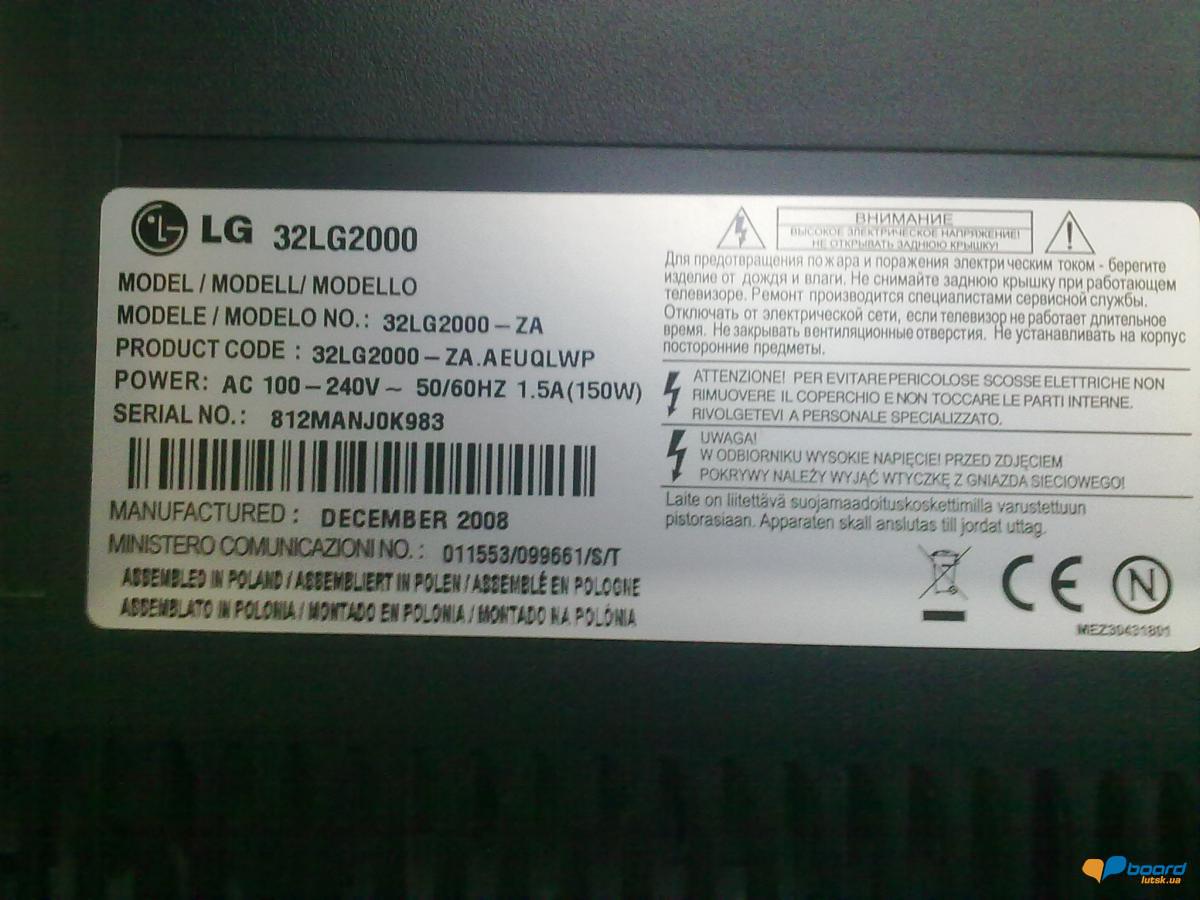 LG 32LG2000
MODEL / MODELL/ MODELLO
MODELE / MODELO NO.: 32LG2000-ZA
PRODUCT CODE : 32LG2000-ZA.AEUQLWP
POWER: AC 100-240V~ 50/60HZ 1.5A(150W)
SERIAL NO.: 812MANJ0K983
MANUFACTURED : DECEMBER 2008
MINISTERO COMUNICAZIONI NO. : 011553/099661/S/T
ASSEMBLED IN POLAND / ASSEMBLIERT IN POLEN / ASSEMBLÉ EN POLOGNE
ASSEMBLATO IN POLONIA / MONTADO EN POLONIA / MONTADO NA POLÓNIA
ВНИМАНИЕ
ВЫСОКОЕ ЭЛЕКТРИЧЕСКОЕ НАПРЯЖЕНИЕ!
НЕ ОТКРЫВАТЬ ЗАДНЮЮ КРЫШКУ!
Для предотвращения пожара и поражения электрическим током - берегите
изделие от дождя и влаги. Не снимайте заднюю крышку при работающем
телевизоре. Ремонт производится специалистами сервисной службы.
Отключать от электрической сети, если телевизор не работает длительное
время. Не закрывать вентиляционные отверстия. Не устанавливать на корпус
посторонние предметы.
ATTENZIONE! PER EVITARE PERICOLOSE SCOSSE ELETTRICHE NON
RIMUOVERE IL COPERCHIO E NON TOCCARE LE PARTI INTERNE.
RIVOLGETEVI A PERSONALE SPECIALIZZATO.
UWAGA!
W ODBIORNIKU WYSOKIE NAPIĘCIE! PRZED ZDJĘCIEM
POKRYWY NALEŻY WYJĄĆ WTYCZKĘ Z GNIAZDA SIECIOWEGO!
Laite on liitettävä suojamaadoituskoskettimilla varustettuun
pistorasiaan. Apparaten skall anslutas till jordat uttag.
CE N
MEZ30431801
board
lutsk.ua